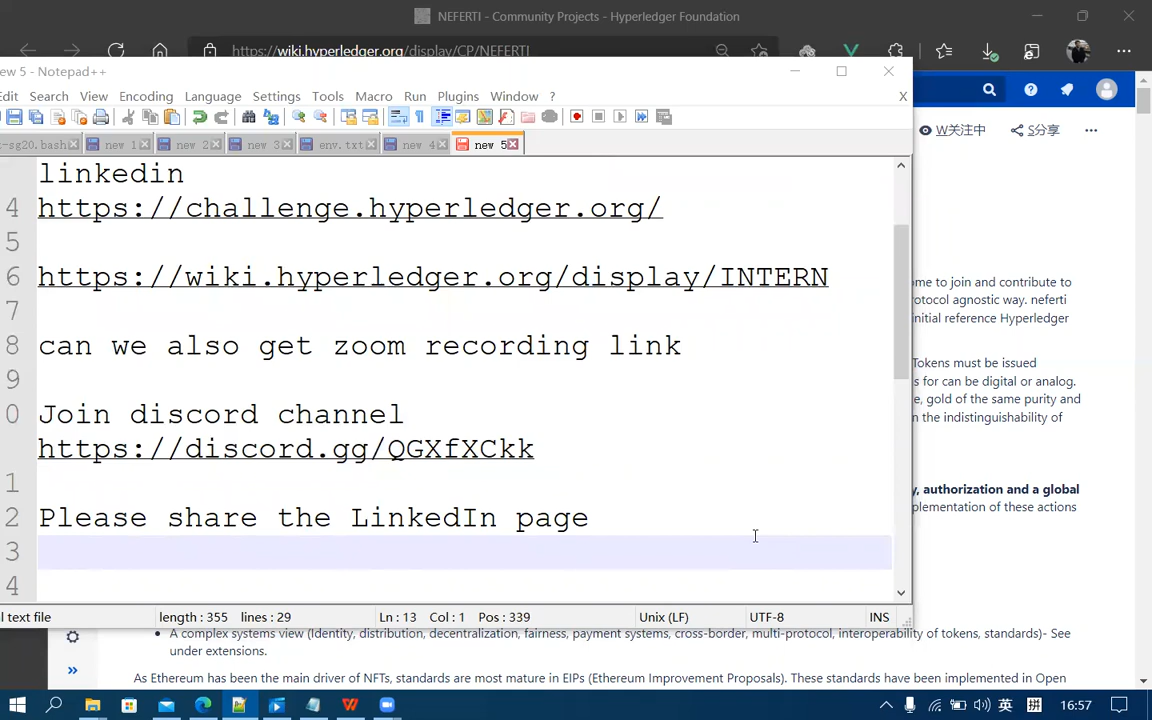 NEFERTI - Community Projects - Hyperledger Foundation
https://wiki.hyperledger.org/display/CP/NEFERTI
ew 5 - Notepad++
Edit Search View Encoding Language Settings Tools Macro Run Plugins Window ? X
t-sg20.bash new 1 new 2 new 3 env.txt new 4 new 5
W关注中 S分享
linkedin
4 https://challenge.hyperledger.org/
5
6 https://wiki.hyperledger.org/display/INTERN
7
8 can we also get zoom recording link
9
0 Join discord channel
https://discord.gg/QGXfXCkk
1
2 Please share the LinkedIn page
3
4
ome to join and contribute to
otocol agnostic way. neferti
initial reference Hyperledger
Tokens must be issued
s for can be digital or analog.
e, gold of the same purity and
n the indistinguishability of
y, authorization and a global
plementation of these actions
l text file length : 355 lines : 29 Ln : 13 Col : 1 Pos : 339 Unix (LF) UTF-8 INS
• A complex systems view (Identity, distribution, decentralization, fairness, payment systems, cross-border, multi-protocol, interoperability of tokens, standards)- See
under extensions.
As Ethereum has been the main driver of NFTs, standards are most mature in EIPs (Ethereum Improvement Proposals). These standards have been implemented in Open
英 拼 16:57